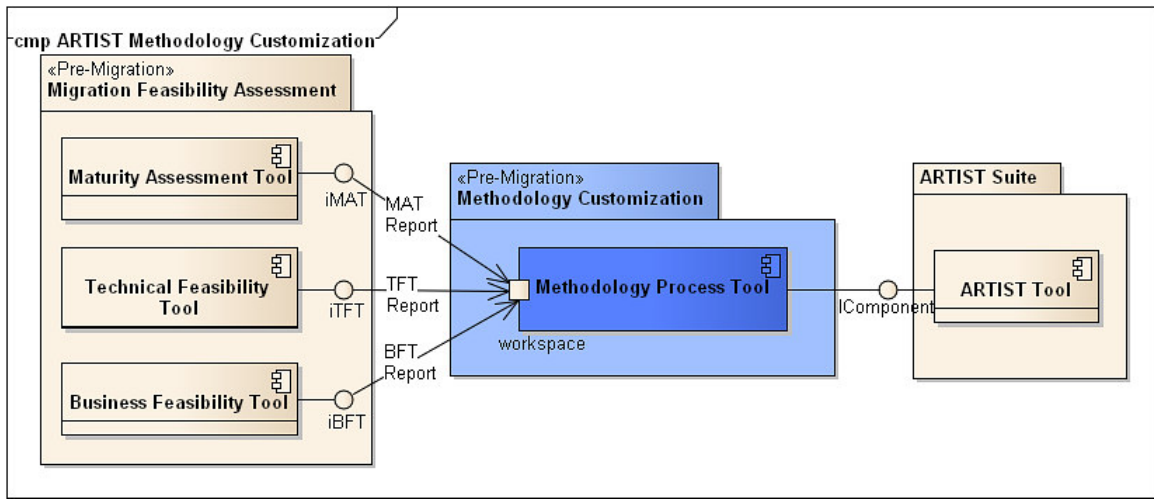 cmp ARTIST Methodology Customization
«Pre-Migration»
Migration Feasibility Assessment
Maturity Assessment Tool
iMAT
MAT
Report
Technical Feasibility
Tool
iTFT
TFT
Report
Business Feasibility Tool
iBFT
BFT
Report
«Pre-Migration»
Methodology Customization
Methodology Process Tool
workspace
IComponent
ARTIST Suite
ARTIST Tool